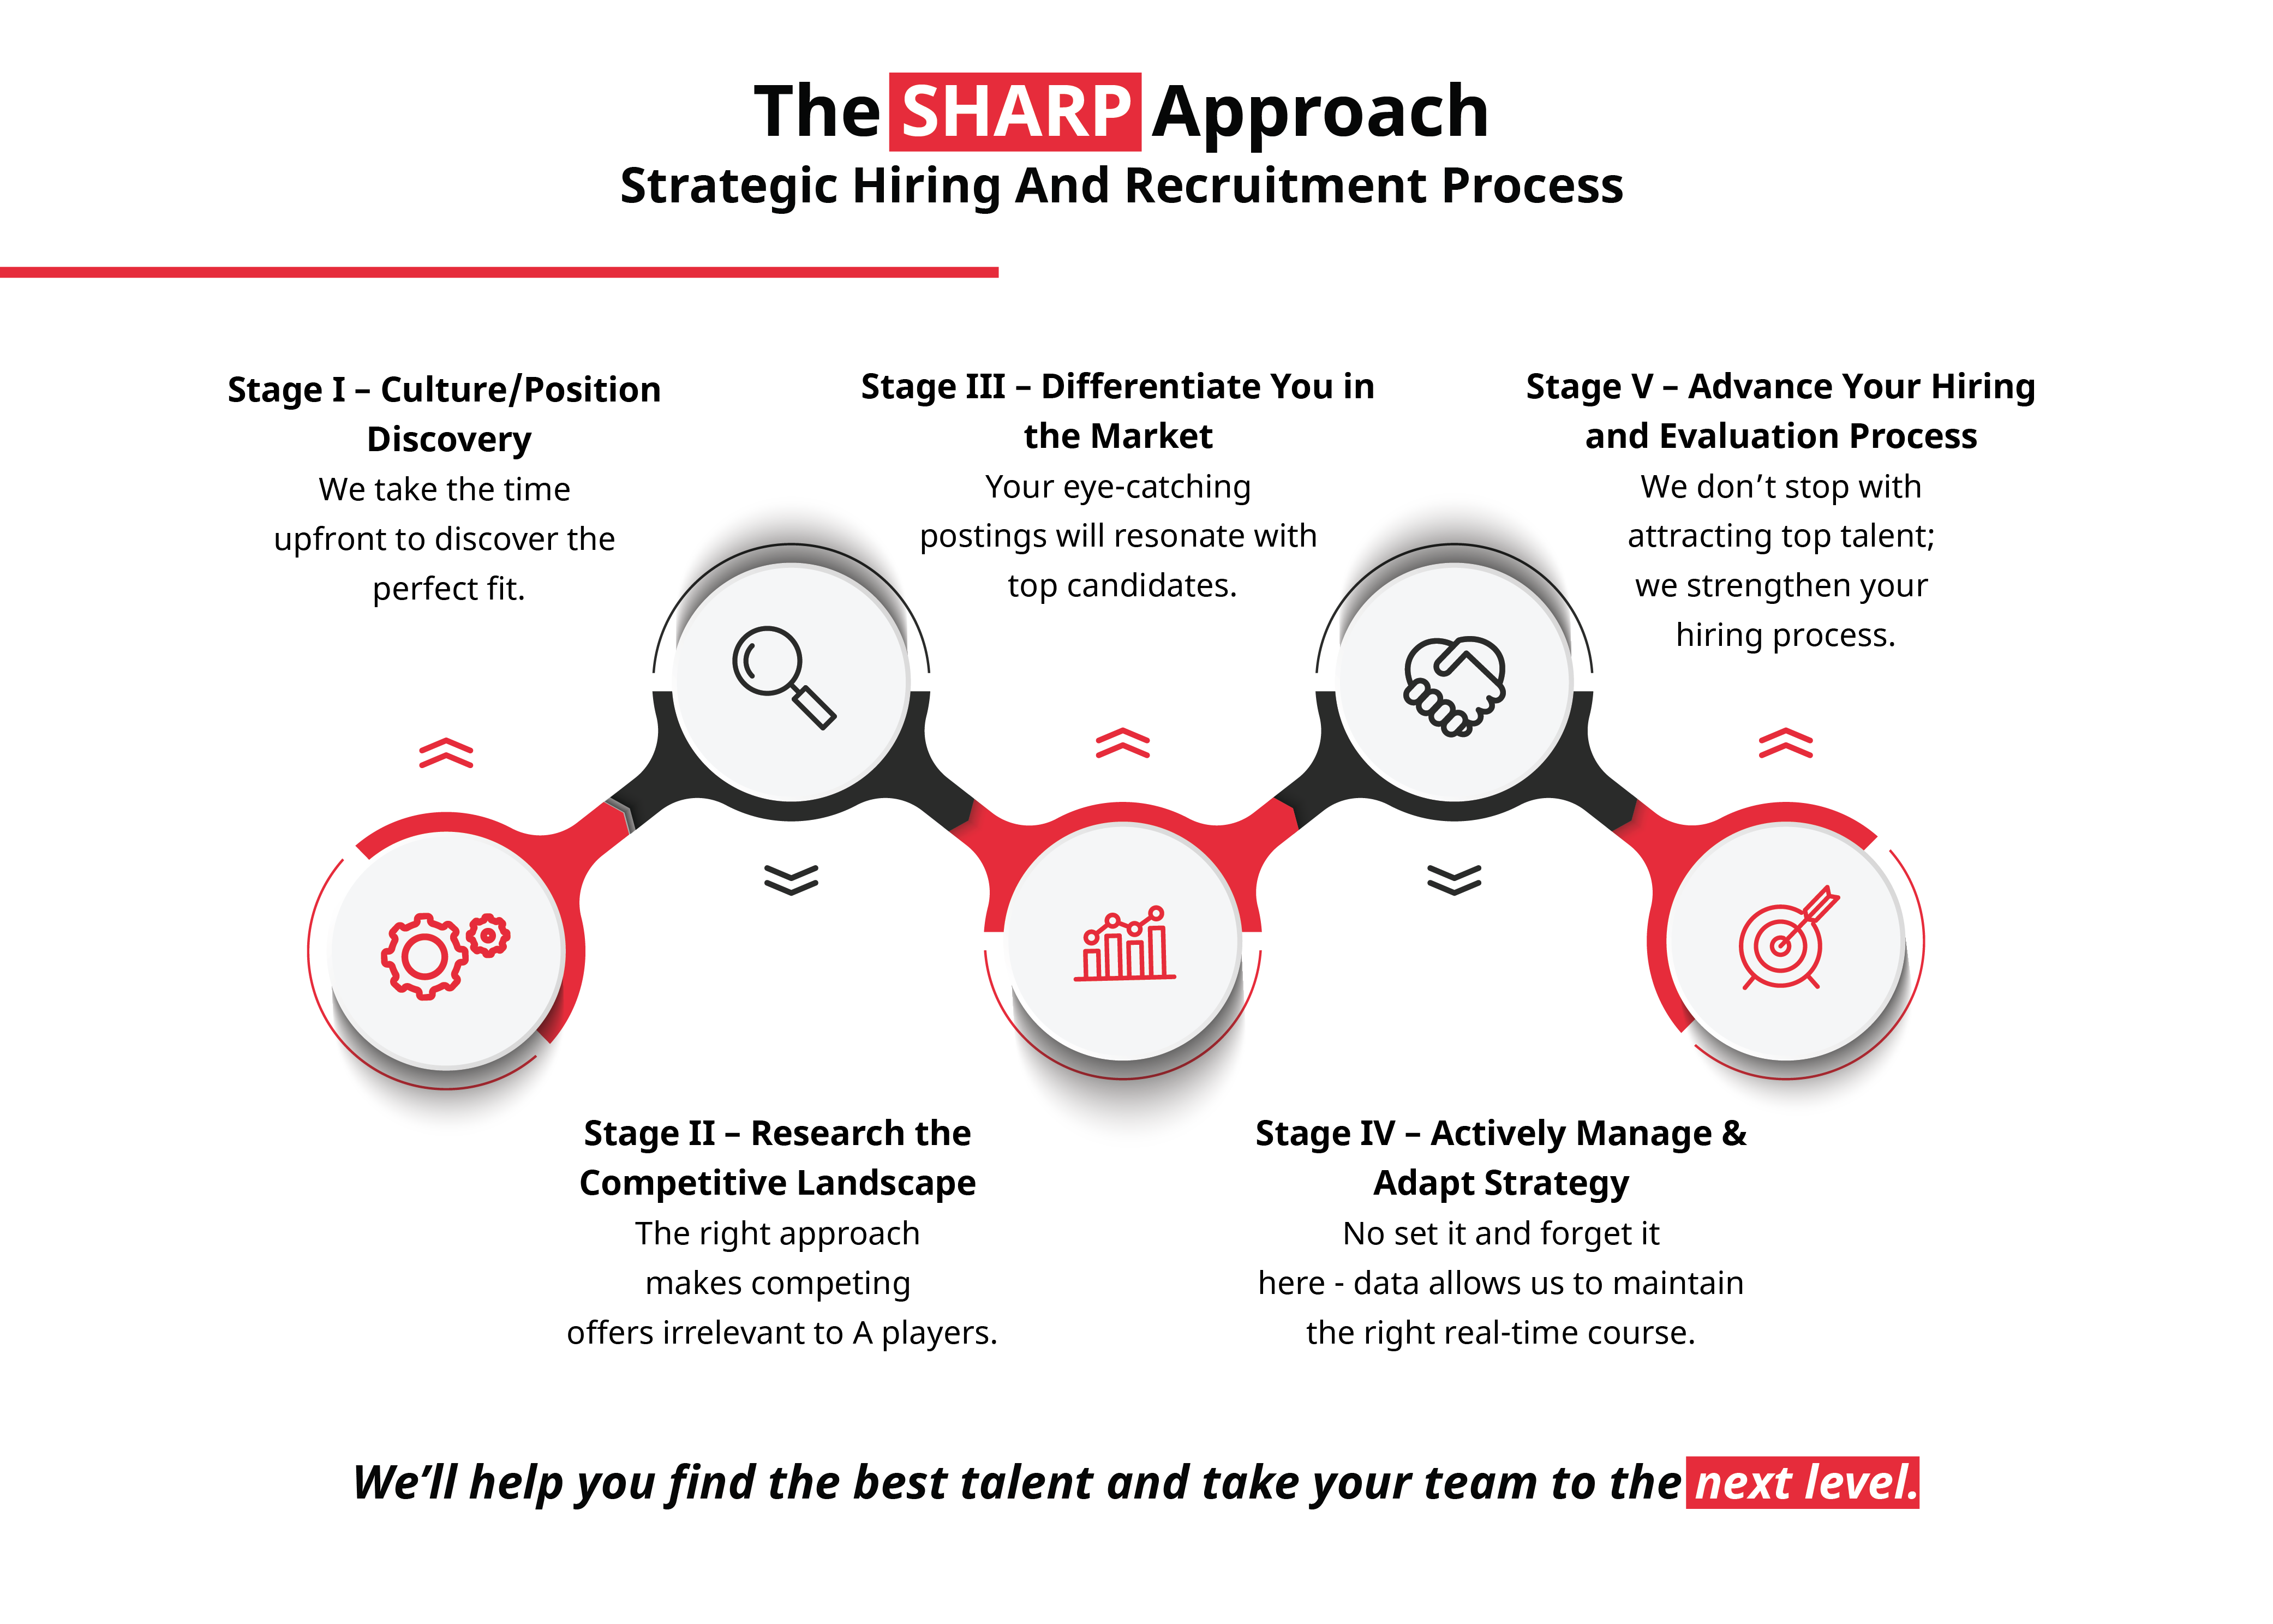 The SHARP Approach
Strategic Hiring And Recruitment Process
Stage I – Culture/Position
Discovery
We take the time
upfront to discover the
perfect fit.
Stage II – Research the
Competitive Landscape
The right approach
makes competing
offers irrelevant to A players.
Stage III – Differentiate You in
the Market
Your eye-catching
postings will resonate with
top candidates.
Stage IV – Actively Manage &
Adapt Strategy
No set it and forget it
here - data allows us to maintain
the right real-time course.
Stage V – Advance Your Hiring
and Evaluation Process
We don’t stop with
attracting top talent;
we strengthen your
hiring process.
We’ll help you find the best talent and take your team to the next level.